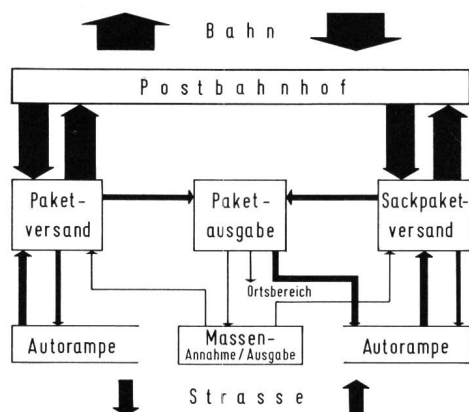 Bahn
Postbahnhof
Paket-
versand
Paket-
ausgabe
Sackpaket-
versand
Ortsbereich
Autorampe
Massen-
Annahme/Ausgabe
Autorampe
Strasse